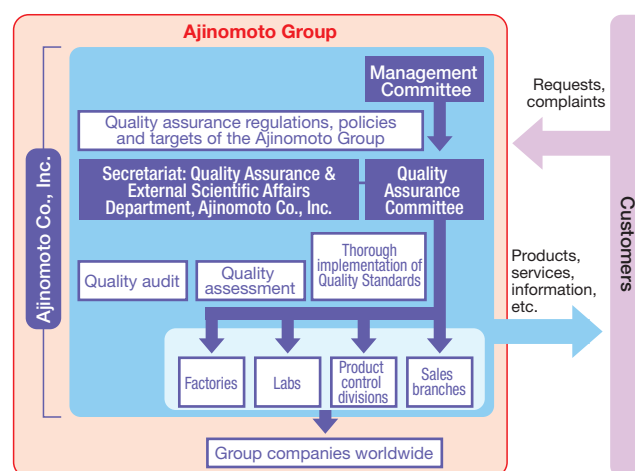 Ajinomoto Group
Ajinomoto Co., Inc.
Management
Committee
Quality assurance regulations, policies
and targets of the Ajinomoto Group
Secretariat: Quality Assurance &
External Scientific Affairs
Department, Ajinomoto Co., Inc.
Quality
Assurance
Committee
Quality audit
Quality
assessment
Thorough
implementation of
Quality Standards
Factories
Labs
Product
control
divisions
Sales
branches
Group companies worldwide
Requests,
complaints
Products,
services,
information,
etc.
Customers